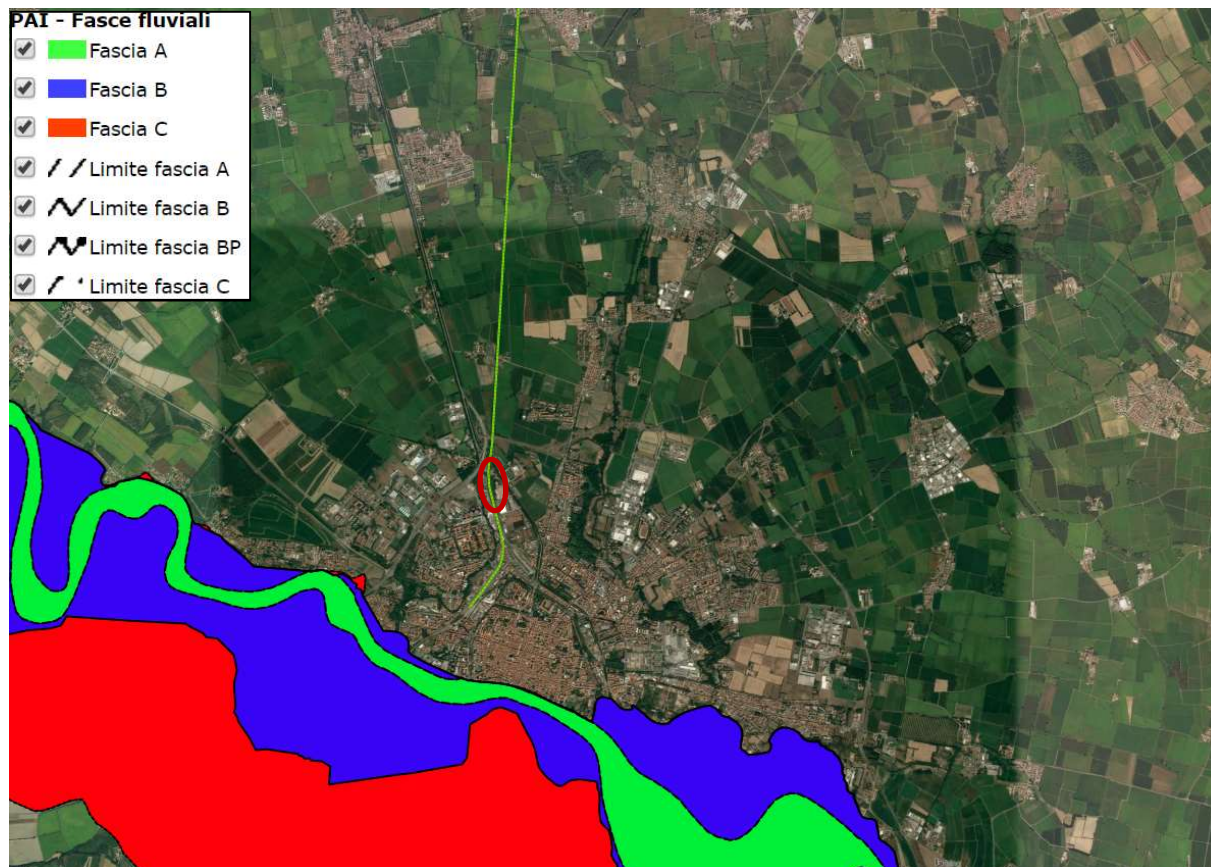 PAI - Fasce fluviali
Fascia A
Fascia B
Fascia C
Limite fascia A
Limite fascia B
Limite fascia BP
Limite fascia C